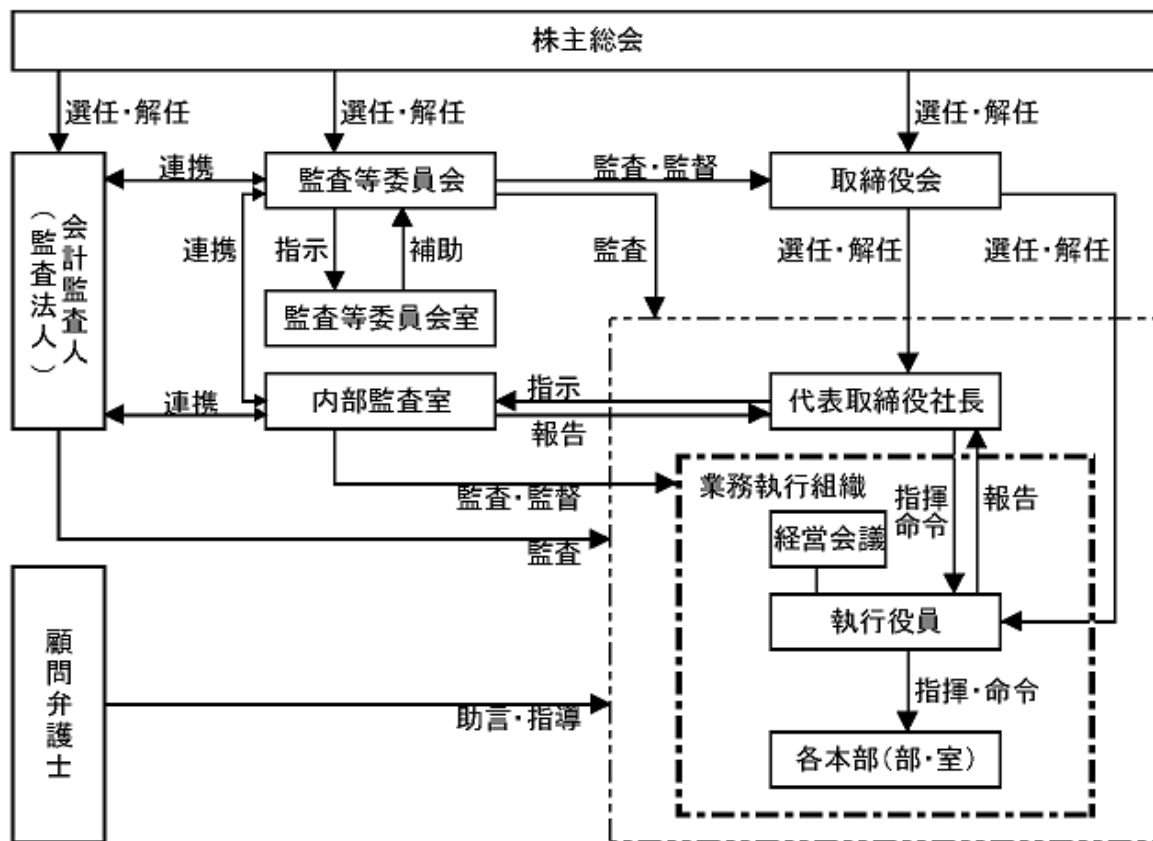 株主総会
選任・解任
選任・解任
選任・解任
会計監査人
（監査法人）
連携
監査等委員会
監査・監督
取締役会
連携
指示
補助
監査
選任・解任
選任・解任
監査等委員会室
連携
内部監査室
指示
報告
代表取締役社長
監査・監督
業務執行組織
指揮
命令
報告
経営会議
監査
執行役員
顧問弁護士
助言・指導
指揮・命令
各本部(部・室)